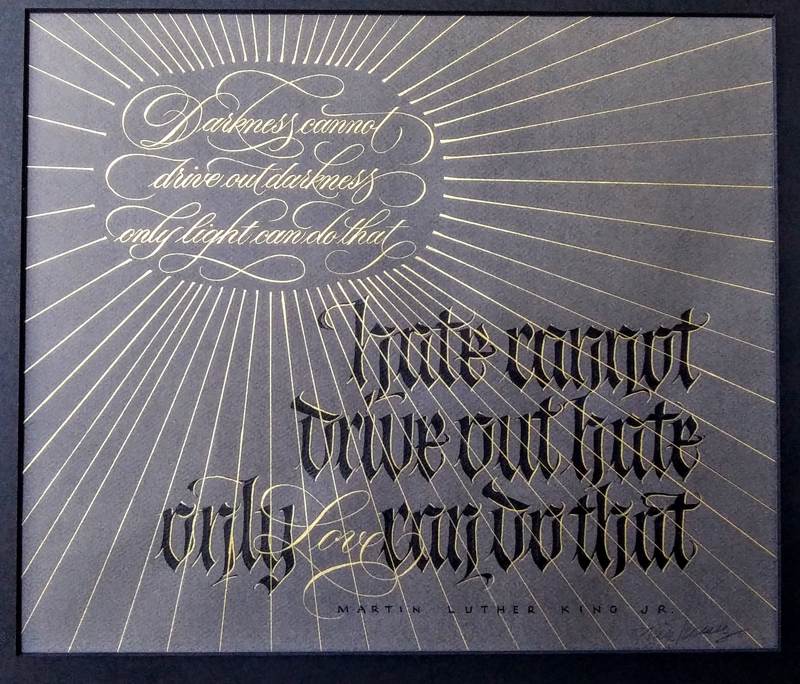 Darkness cannot
drive out darkness
only light can do that
hate cannot
drive out hate
only Love can do that
MARTIN LUTHER KING JR.